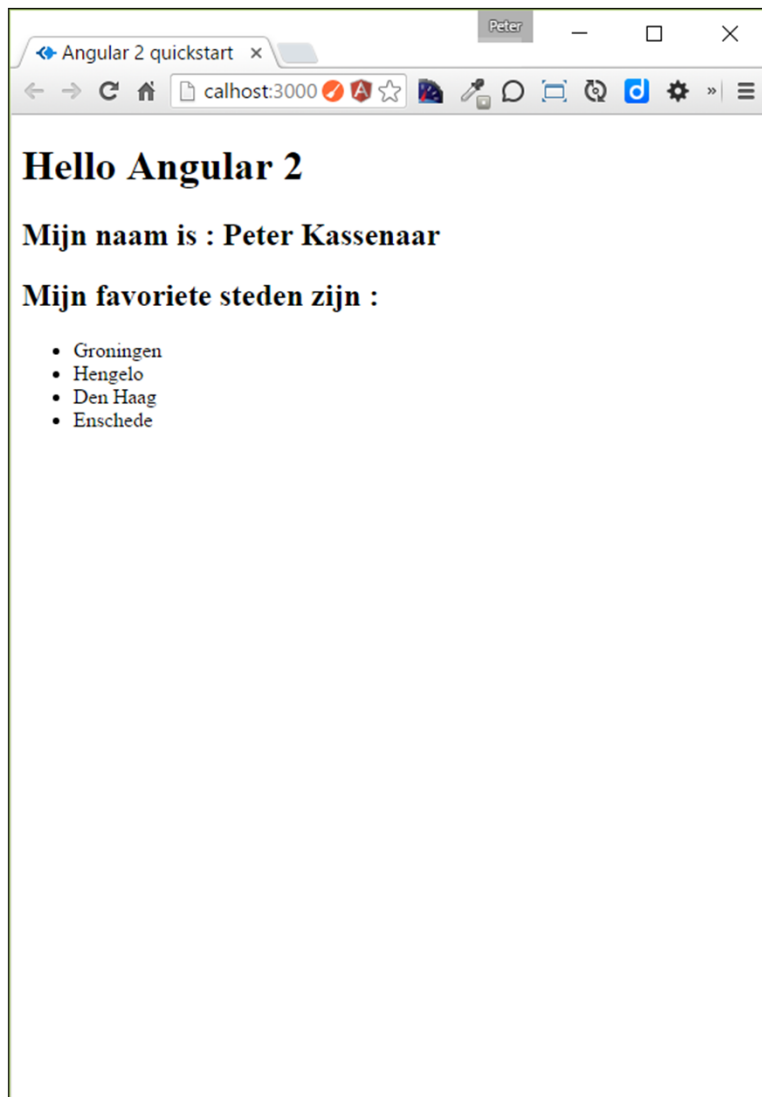 Peter
Angular 2 quickstart
calhost:3000
Hello Angular 2
Mijn naam is : Peter Kassenaar
Mijn favoriete steden zijn :
Groningen
Hengelo
Den Haag
Enschede